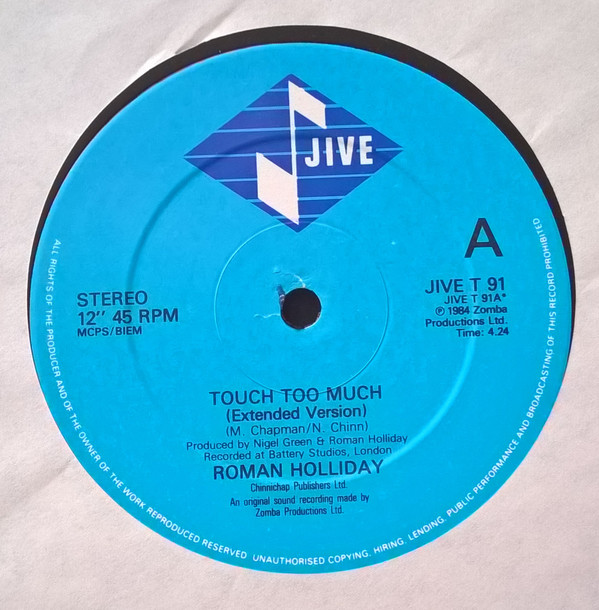 JIVE
A
STEREO
12" 45 RPM
MCPS/BIEM
JIVE T 91
JIVE T 91A*
℗ 1984 Zomba
Productions Ltd.
Time: 4.24
TOUCH TOO MUCH
(Extended Version)
(M. Chapman/N. Chinn)
Produced by Nigel Green & Roman Holliday
Recorded at Battery Studios, London
ROMAN HOLLIDAY
Chinnichap Publishers Ltd.
An original sound recording made by
Zomba Productions Ltd.
ALL RIGHTS OF THE PRODUCER AND OF THE OWNER OF THE WORK REPRODUCED RESERVED UNAUTHORISED COPYING, HIRING, LENDING, PUBLIC PERFORMANCE AND BROADCASTING OF THIS RECORD PROHIBITED